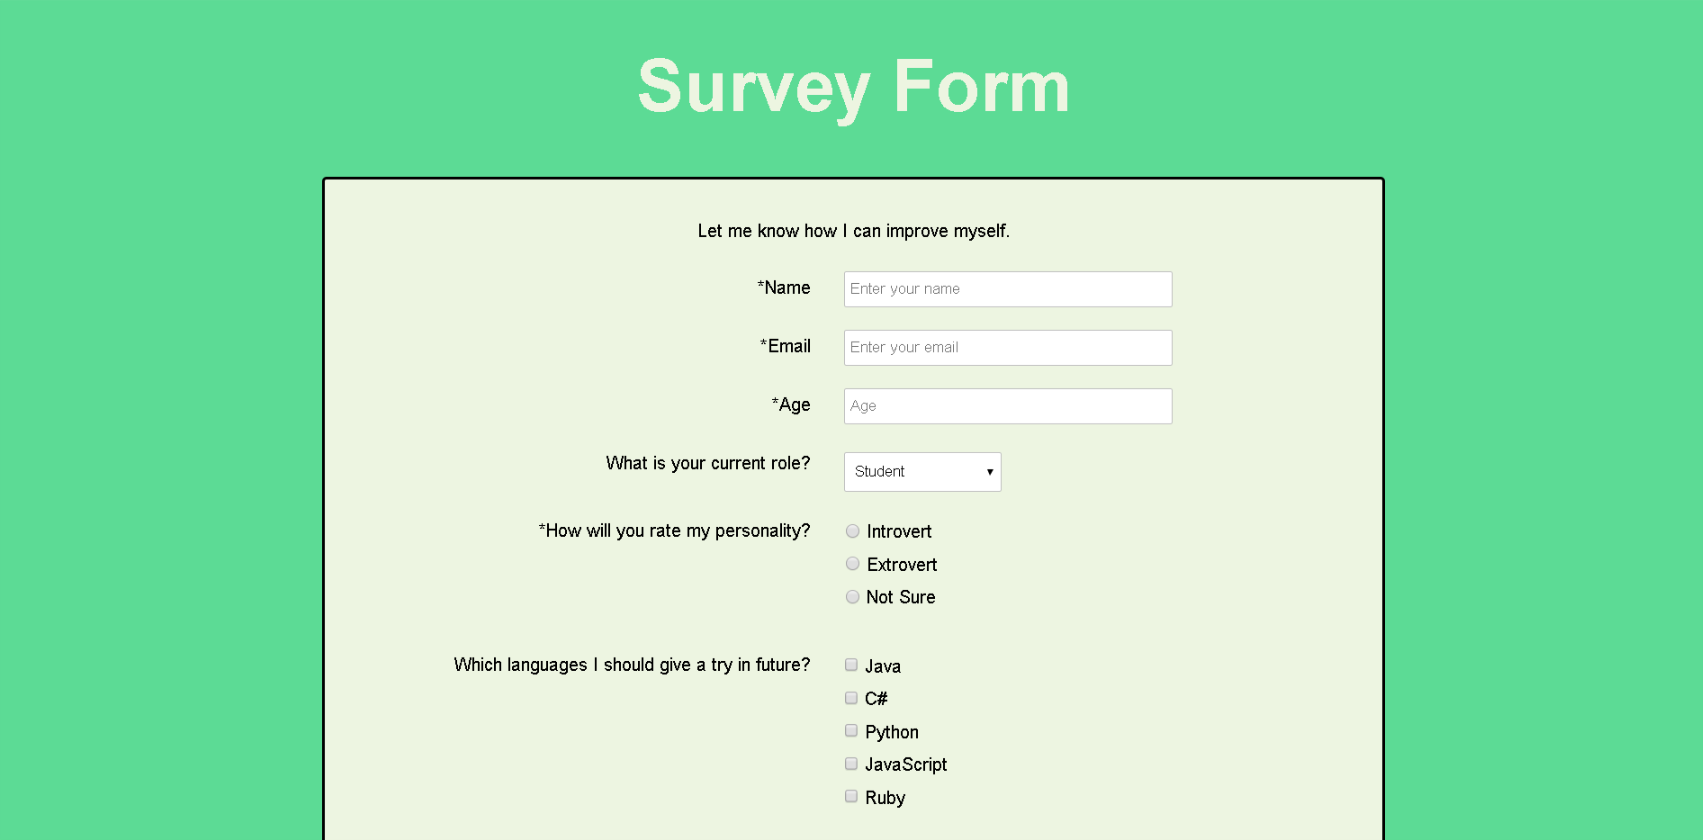 Survey Form
Let me know how I can improve myself.
*Name Enter your name
*Email Enter your email
*Age Age
What is your current role? Student
*How will you rate my personality? Introvert
Extrovert
Not Sure
Which languages I should give a try in future? Java
C#
Python
JavaScript
Ruby